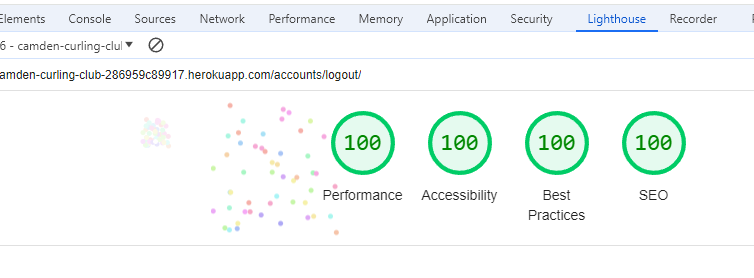 Elements Console Sources Network Performance Memory Application Security Lighthouse Recorder
6 - camden-curling-clul
amden-curling-club-286959c89917.herokuapp.com/accounts/logout/
100 100 100 100
Performance Accessibility Best Practices SEO